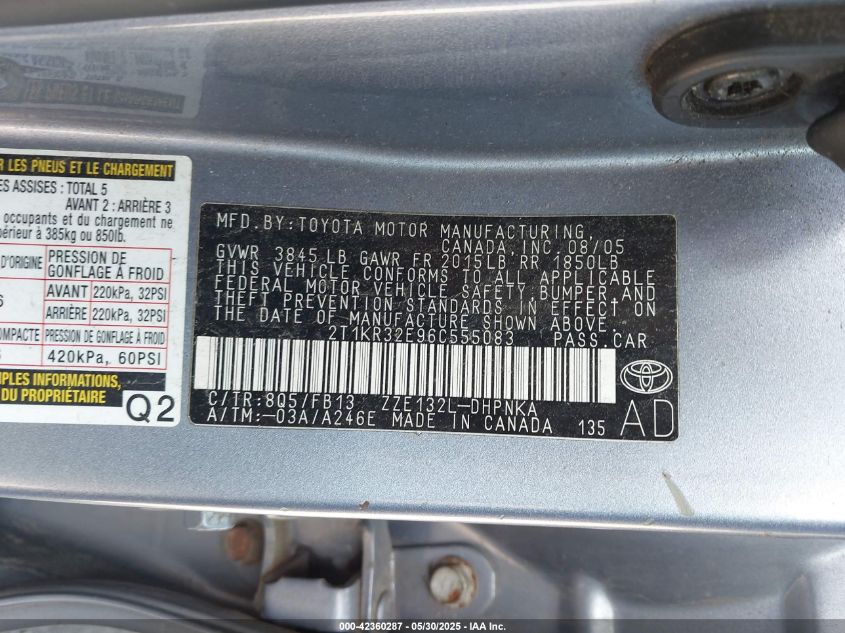 R LES PNEUS ET LE CHARGEMENT
ES ASSISES : TOTAL 5
AVANT 2 : ARRIÈRE 3
occupants et du chargement ne
périeur à 385kg ou 850lb.
D'ORIGINE PRESSION DE GONFLAGE À FROID
AVANT 220kPa, 32PSI
ARRIÈRE 220kPa, 32PSI
MPACTE PRESSION DE GONFLAGE À FROID
420kPa, 60PSI
PLES INFORMATIONS
DU PROPRIÉTAIRE
Q2
MFD.BY:TOYOTA MOTOR MANUFACTURING,
CANADA INC. 08/05
GVWR 3845 LB GAWR FR 2015LB RR 1850LB
THIS VEHICLE CONFORMS TO ALL APPLICABLE
FEDERAL MOTOR VEHICLE SAFETY, BUMPER AND
THEFT PREVENTION STANDARDS IN EFFECT ON
THE DATE OF MANUFACTURE SHOWN ABOVE.
2T1KR32E96C555083 PASS.CAR
C/TR:8Q5/FB13 ZZE132L-DHPNKA
A/TM:-03A/A246E MADE IN CANADA 135
AD
000-42360287 - 05/30/2025 - IAA Inc.